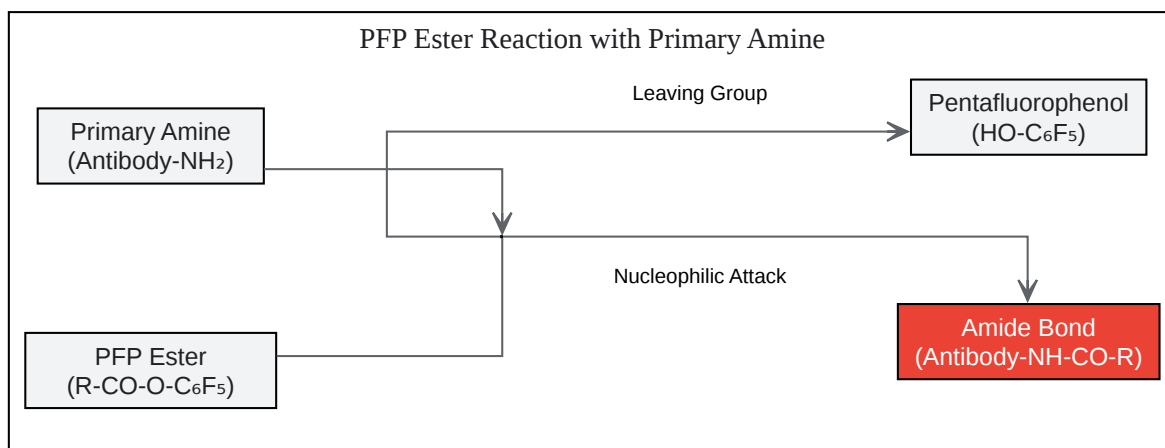 PFP Ester Reaction with Primary Amine
Leaving Group
Pentafluorophenol
(HO-C₆F₅)
Primary Amine
(Antibody-NH₂)
Nucleophilic Attack
Amide Bond
(Antibody-NH-CO-R)
PFP Ester
(R-CO-O-C₆F₅)